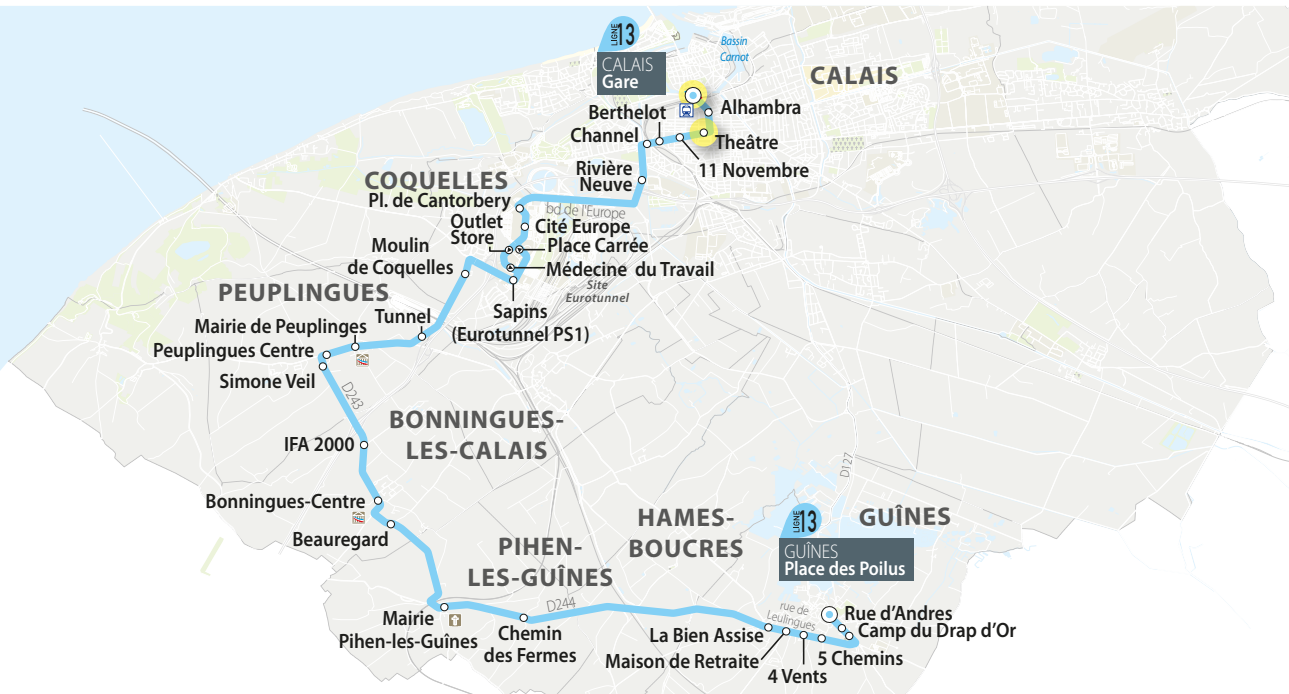 LIGNE 13
CALAIS
Gare
Bassin
Carnot
CALAIS
Berthelot
Alhambra
Channel
Theâtre
11 Novembre
Rivière
Neuve
COQUELLES
Pl. de Cantorbery
bd de l'Europe
Outlet
Store
Cité Europe
Place Carrée
Moulin
de Coquelles
Médecine du Travail
Site
Eurotunnel
PEUPLINGUES
Tunnel
Sapins
(Eurotunnel PS1)
Mairie de Peuplinges
Peuplingues Centre
Simone Veil
D243
BONNINGUES-
LES-CALAIS
IFA 2000
D127
Bonningues-Centre
Beauregard
HAMES-
BOUCRES
LIGNE 13
GUÎNES
GUÎNES
Place des Poilus
PIHEN-
LES-GUÎNES
D244
Mairie
Pihen-les-Guînes
Chemin
des Fermes
rue de
Leulingues
Rue d'Andres
Camp du Drap d'Or
La Bien Assise
Maison de Retraite
4 Vents
5 Chemins